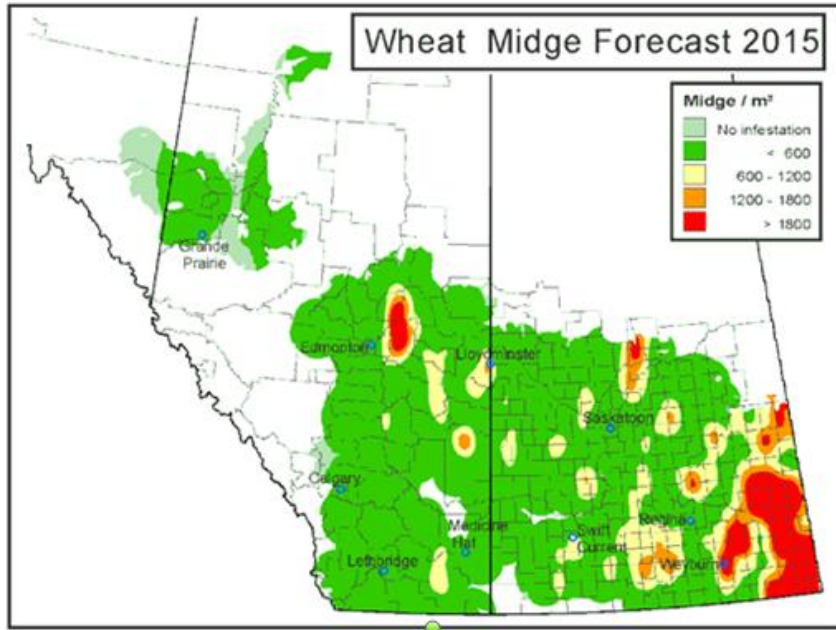 Wheat Midge Forecast 2015
Midge / m²
No infestation
< 600
600 - 1200
1200 - 1800
> 1800
Grande
Prairie
Edmonton
Lloydminster
Saskatoon
Calgary
Medicine
Hat
Regina
Swift
Current
Lethbridge
Weyburn